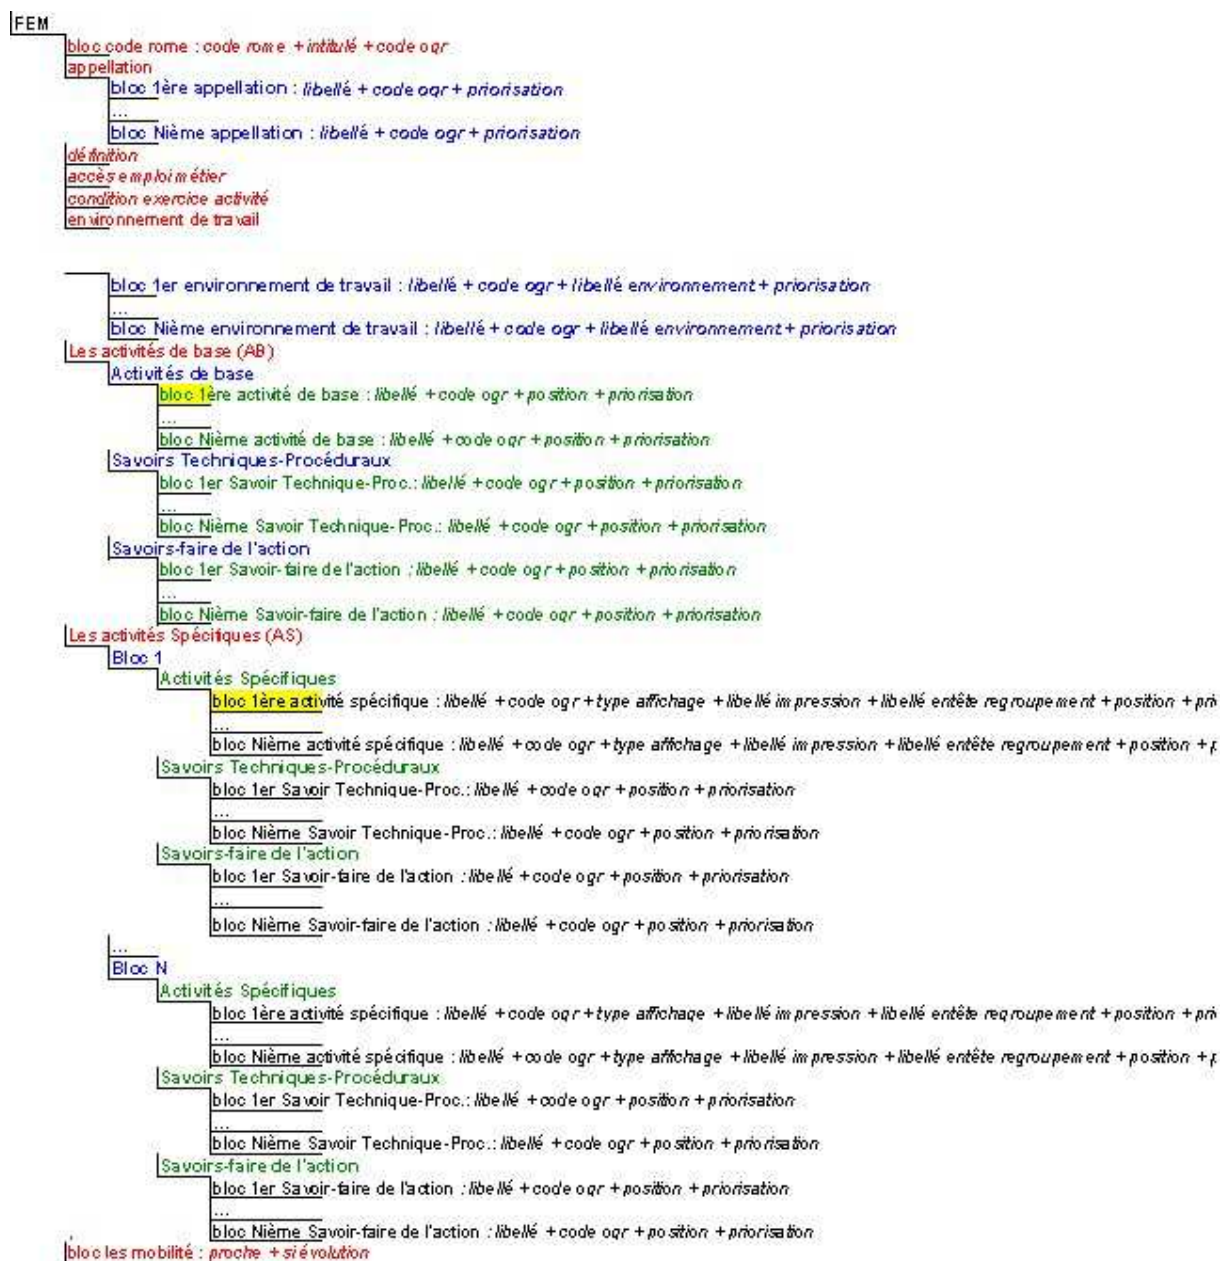 FEM
bloc code rome : code rome + intitulé + code ogr
appellation
bloc 1ère appellation : libellé + code ogr + priorisation
...
bloc Nième appellation : libellé + code ogr + priorisation
définition
accès emploi métier
condition exercice activité
environnement de travail
bloc 1er environnement de travail : libellé + code ogr + libellé environnement + priorisation
...
bloc Nième environnement de travail : libellé + code ogr + libellé environnement + priorisation
Les activités de base (AB)
Activités de base
bloc 1ère activité de base : libellé + code ogr + position + priorisation
...
bloc Nième activité de base : libellé + code ogr + position + priorisation
Savoirs Techniques-Procéduraux
bloc 1er Savoir Technique-Proc.: libellé + code ogr + position + priorisation
...
bloc Nième Savoir Technique- Proc.: libellé + code ogr + position + priorisation
Savoirs-faire de l'action
bloc 1er Savoir-faire de l'action : libellé + code ogr + position + priorisation
...
bloc Nième Savoir-faire de l'action : libellé + code ogr + position + priorisation
Les activités Spécifiques (AS)
Bloc 1
Activités Spécifiques
bloc 1ère activité spécifique : libellé + code ogr + type affichage + libellé impression + libellé entête regroupement + position + pri
...
bloc Nième activité spécifique : libellé + code ogr + type affichage + libellé impression + libellé entête regroupement + position + p
Savoirs Techniques-Procéduraux
bloc 1er Savoir Technique-Proc.: libellé + code ogr + position + priorisation
...
bloc Nième Savoir Technique-Proc.: libellé + code ogr + position + priorisation
Savoirs-faire de l'action
bloc 1er Savoir-faire de l'action : libellé + code ogr + position + priorisation
...
bloc Nième Savoir-faire de l'action : libellé + code ogr + position + priorisation
...
Bloc N
Activités Spécifiques
bloc 1ère activité spécifique : libellé + code ogr + type affichage + libellé impression + libellé entête regroupement + position + pri
...
bloc Nième activité spécifique : libellé + code ogr + type affichage + libellé impression + libellé entête regroupement + position + p
Savoirs Techniques-Procéduraux
bloc 1er Savoir Technique-Proc.: libellé + code ogr + position + priorisation
...
bloc Nième Savoir Technique-Proc.: libellé + code ogr + position + priorisation
Savoirs-faire de l'action
bloc 1er Savoir-faire de l'action : libellé + code ogr + position + priorisation
...
bloc Nième Savoir-faire de l'action : libellé + code ogr + position + priorisation
bloc les mobilité : proche + si évolution